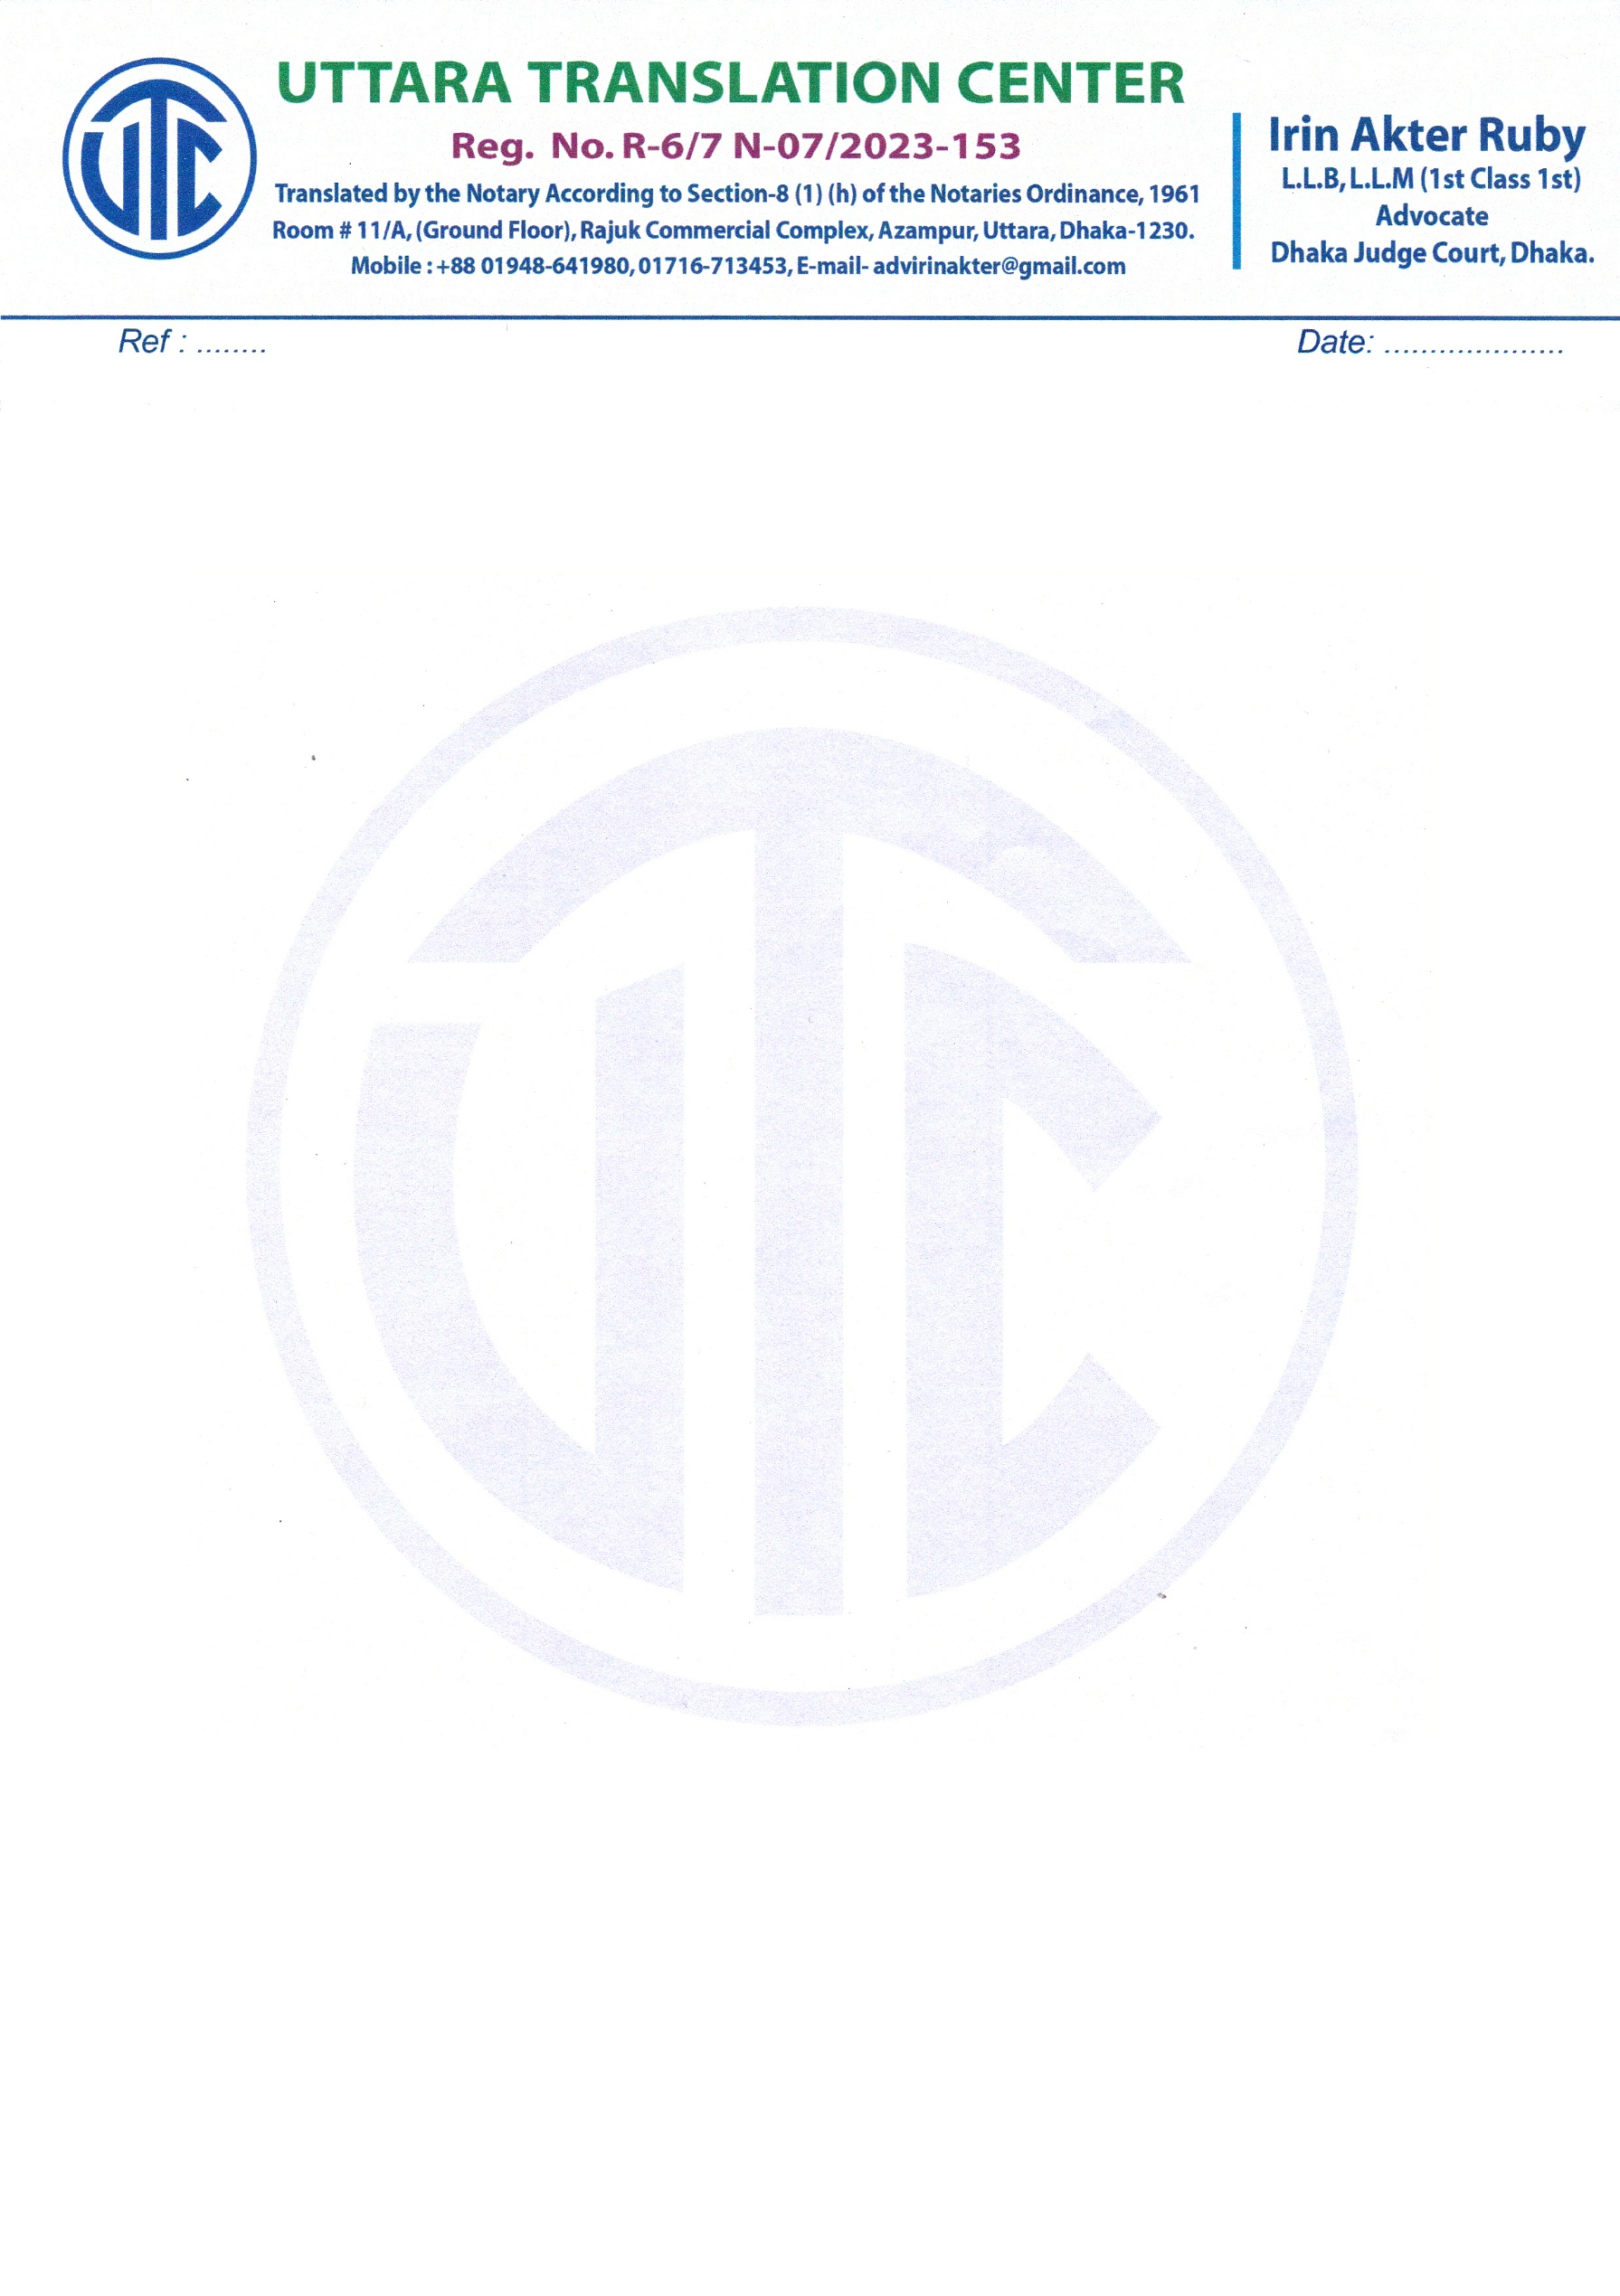 UTC
UTTARA TRANSLATION CENTER
Reg. No. R-6/7 N-07/2023-153
Translated by the Notary According to Section-8 (1) (h) of the Notaries Ordinance, 1961
Room # 11/A, (Ground Floor), Rajuk Commercial Complex, Azampur, Uttara, Dhaka-1230.
Mobile : +88 01948-641980, 01716-713453, E-mail- advirinakter@gmail.com
Irin Akter Ruby
L.L.B, L.L.M (1st Class 1st)
Advocate
Dhaka Judge Court, Dhaka.
Ref : ........
Date: ....................
UTC